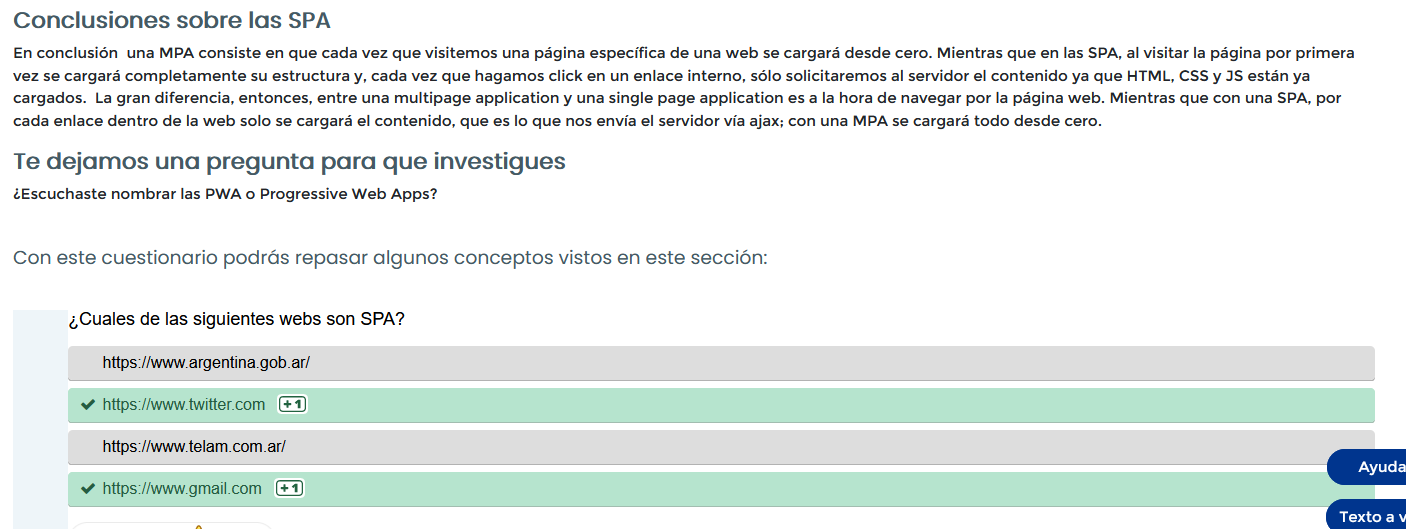 Conclusiones sobre las SPA
En conclusión  una MPA consiste en que cada vez que visitemos una página específica de una web se cargará desde cero. Mientras que en las SPA, al visitar la página por primera
vez se cargará completamente su estructura y, cada vez que hagamos click en un enlace interno, sólo solicitaremos al servidor el contenido ya que HTML, CSS y JS están ya
cargados.  La gran diferencia, entonces, entre una multipage application y una single page application es a la hora de navegar por la página web. Mientras que con una SPA, por
cada enlace dentro de la web solo se cargará el contenido, que es lo que nos envía el servidor vía ajax; con una MPA se cargará todo desde cero.
Te dejamos una pregunta para que investigues
¿Escuchaste nombrar las PWA o Progressive Web Apps?
Con este cuestionario podrás repasar algunos conceptos vistos en este sección:
¿Cuales de las siguientes webs son SPA?
https://www.argentina.gob.ar/
https://www.twitter.com +1
https://www.telam.com.ar/
https://www.gmail.com +1
Ayuda
Texto a v